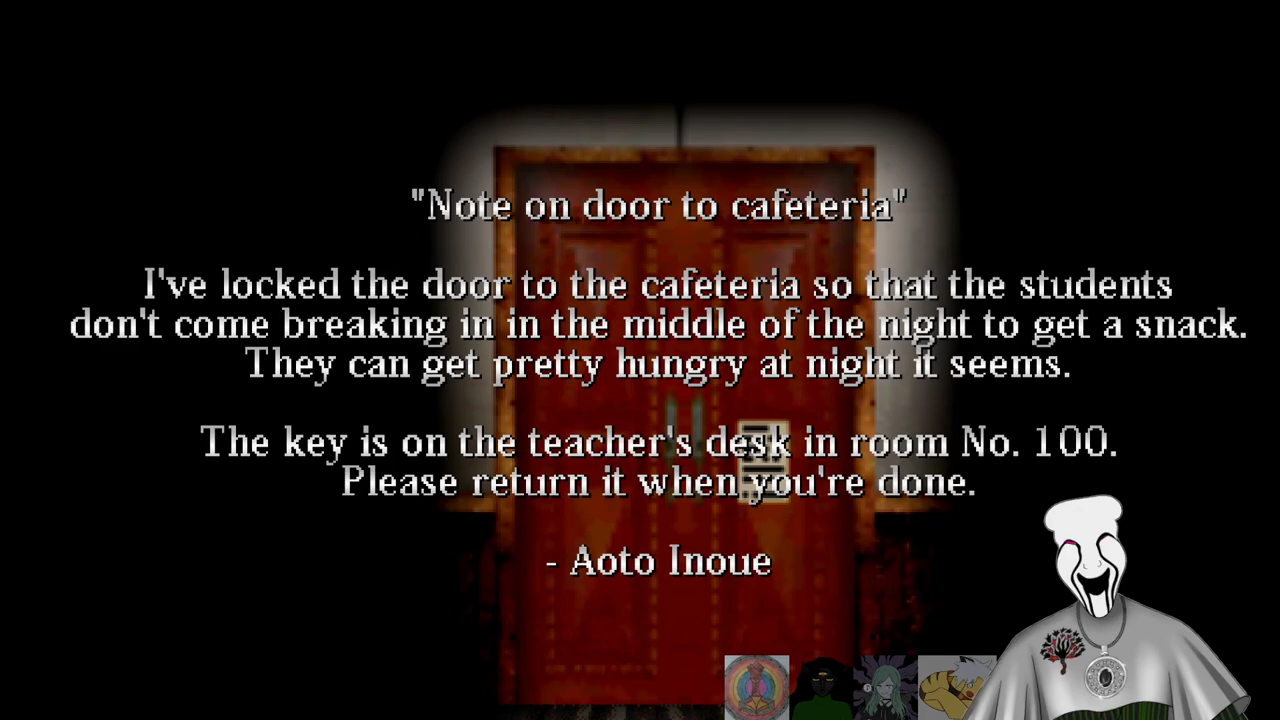 "Note on door to cafeteria"
I've locked the door to the cafeteria so that the students
don't come breaking in in the middle of the night to get a snack.
They can get pretty hungry at night it seems.
The key is on the teacher's desk in room No. 100.
Please return it when you're done.
- Aoto Inoue